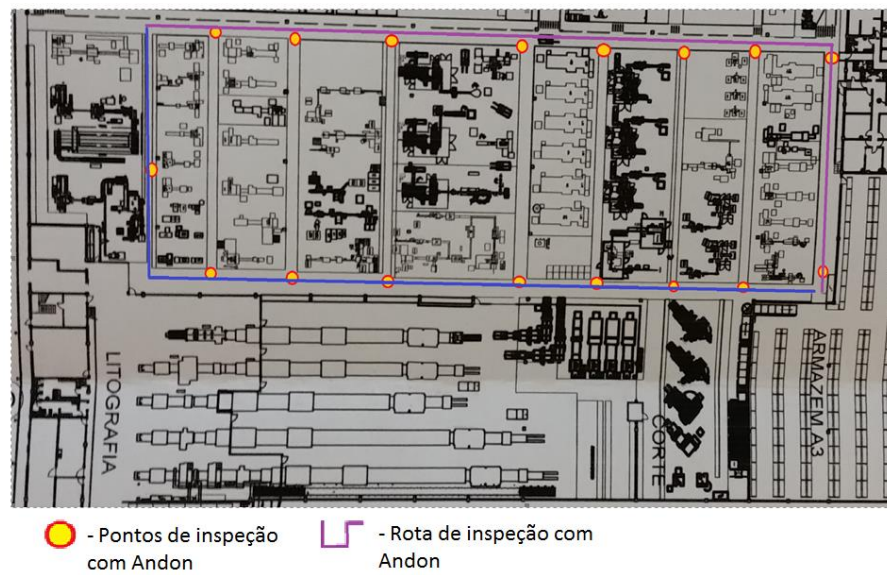 LITOGRAFIA
CORTE
ARMAZEM A3
- Pontos de inspeção
com Andon
- Rota de inspeção com
Andon